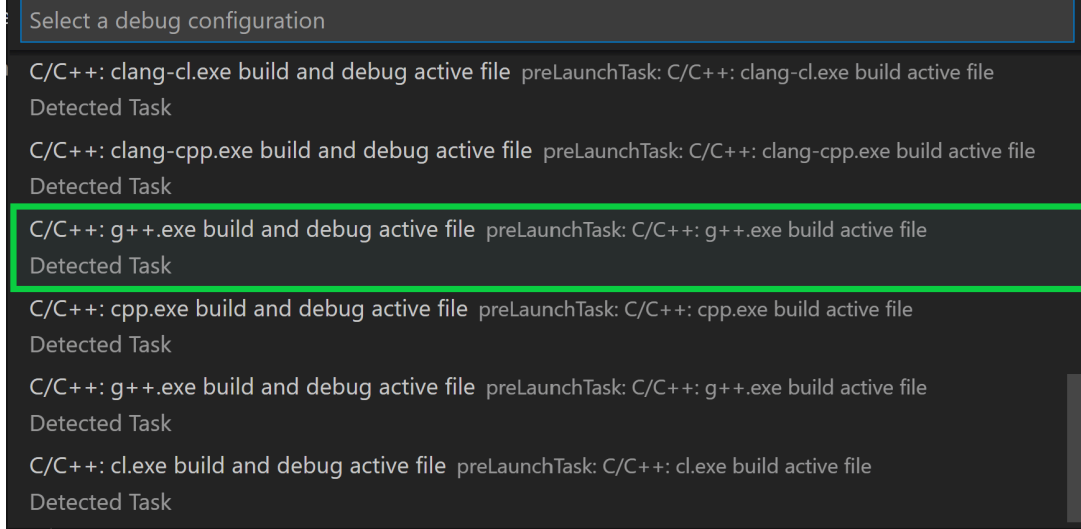 Select a debug configuration
C/C++: clang-cl.exe build and debug active file preLaunchTask: C/C++: clang-cl.exe build active file
Detected Task
C/C++: clang-cpp.exe build and debug active file preLaunchTask: C/C++: clang-cpp.exe build active file
Detected Task
C/C++: g++.exe build and debug active file preLaunchTask: C/C++: g++.exe build active file
Detected Task
C/C++: cpp.exe build and debug active file preLaunchTask: C/C++: cpp.exe build active file
Detected Task
C/C++: g++.exe build and debug active file preLaunchTask: C/C++: g++.exe build active file
Detected Task
C/C++: cl.exe build and debug active file preLaunchTask: C/C++: cl.exe build active file
Detected Task